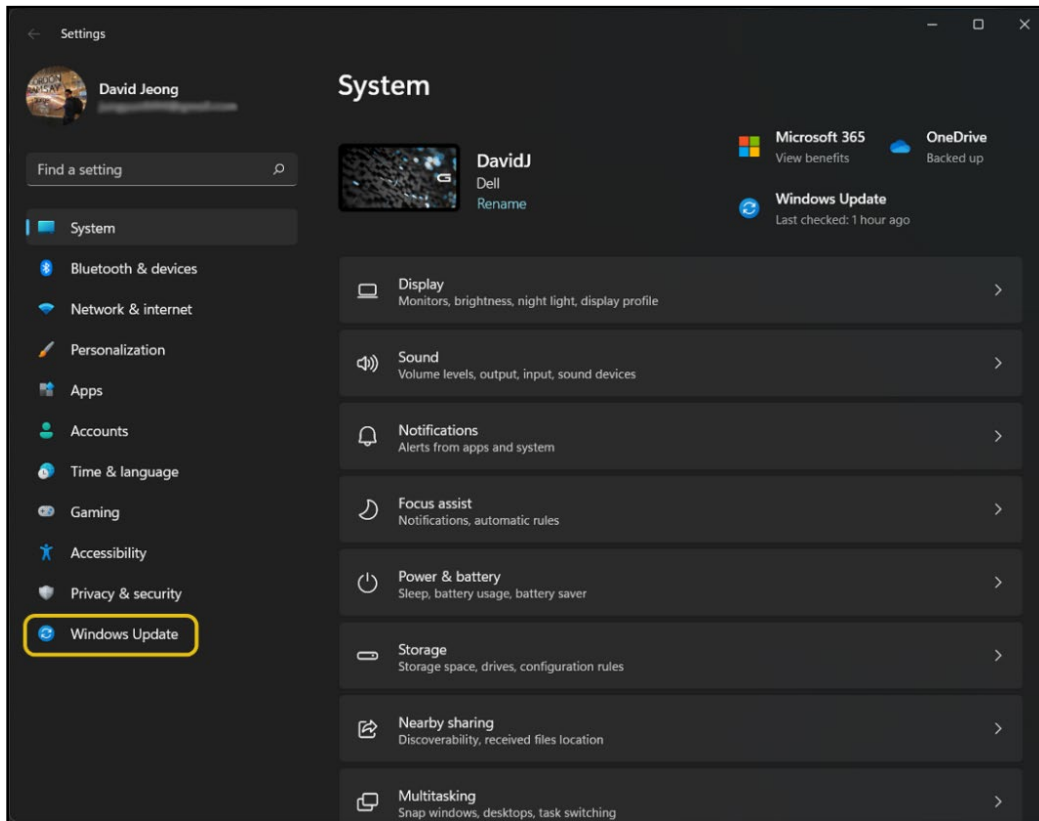 Settings
David Jeong
Find a setting
System
Bluetooth & devices
Network & internet
Personalization
Apps
Accounts
Time & language
Gaming
Accessibility
Privacy & security
Windows Update
System
G
DavidJ
Dell
Rename
Microsoft 365
View benefits
OneDrive
Backed up
Windows Update
Last checked: 1 hour ago
Display
Monitors, brightness, night light, display profile
Sound
Volume levels, output, input, sound devices
Notifications
Alerts from apps and system
Focus assist
Notifications, automatic rules
Power & battery
Sleep, battery usage, battery saver
Storage
Storage space, drives, configuration rules
Nearby sharing
Discoverability, received files location
Multitasking
Snap windows, desktops, task switching